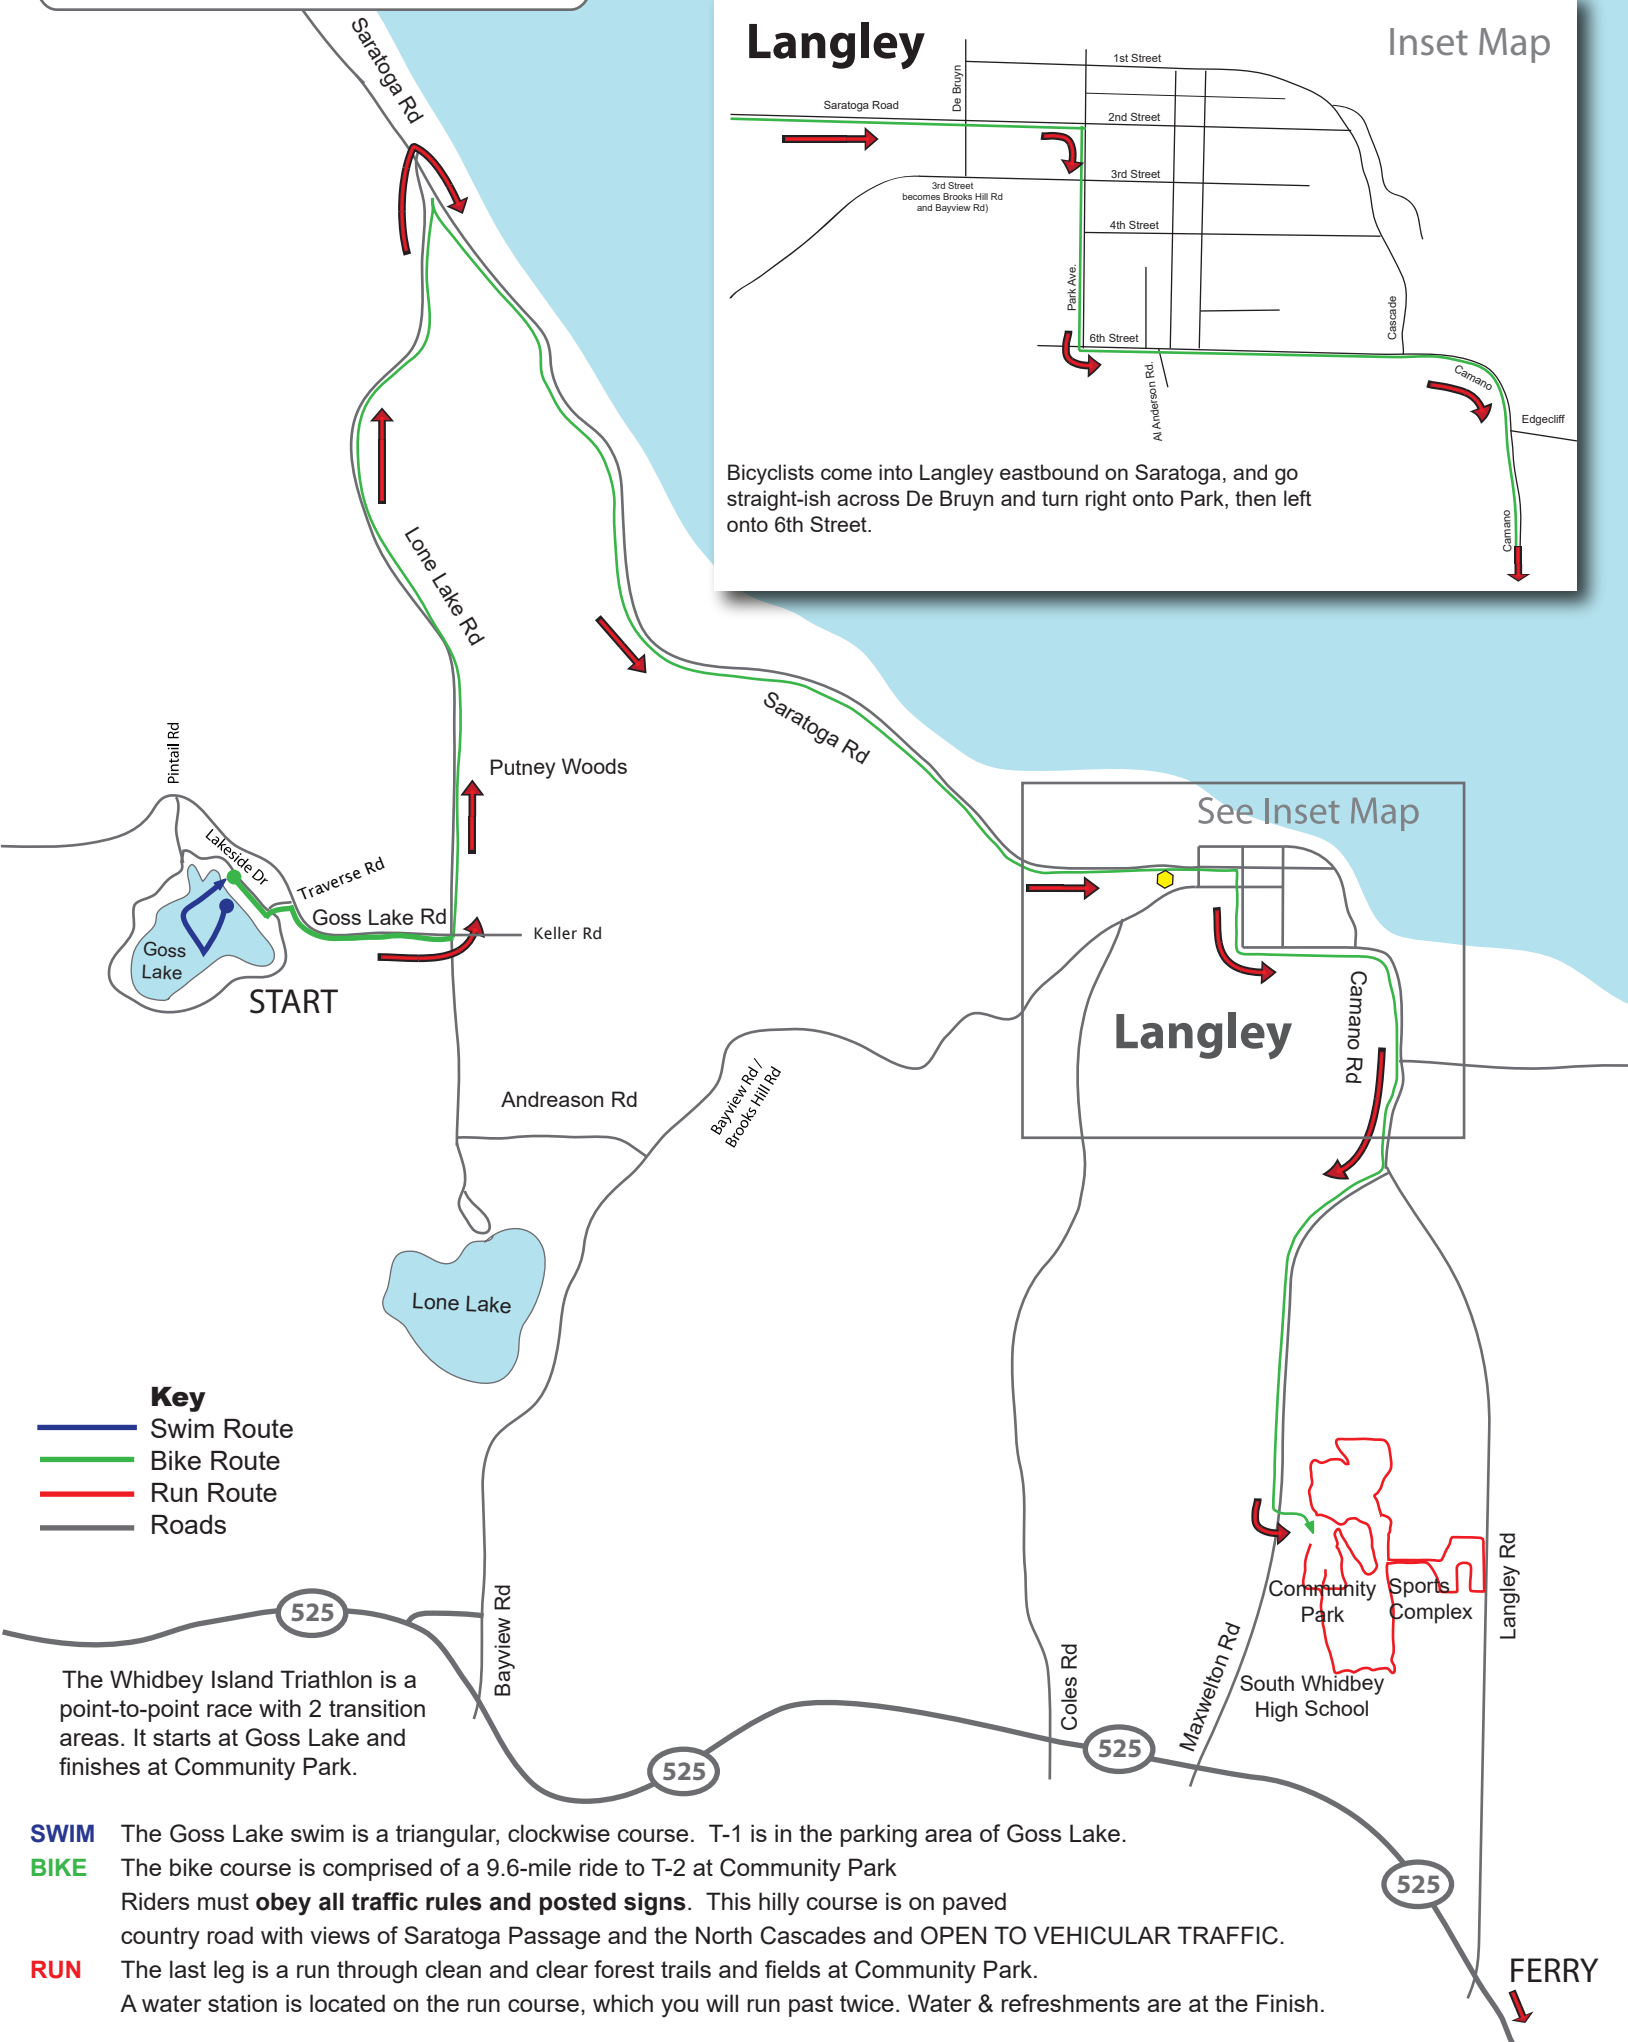 Langley
Inset Map
1st Street
De Bruyn
Saratoga Road
2nd Street
3rd Street
3rd Street
becomes Brooks Hill Rd
and Bayview Rd)
4th Street
Park Ave.
Cascade
6th Street
Al Anderson Rd.
Camano
Edgecliff
Camano
Bicyclists come into Langley eastbound on Saratoga, and go
straight-ish across De Bruyn and turn right onto Park, then left
onto 6th Street.
Saratoga Rd
Lone Lake Rd
Saratoga Rd
Pintail Rd
Putney Woods
See Inset Map
Lakeside Dr
Traverse Rd
Goss Lake Rd
Keller Rd
Goss
Lake
START
Langley
Camano Rd
Andreason Rd
Bayview Rd /
Brooks Hill Rd
Lone Lake
Key
Swim Route
Bike Route
Run Route
Roads
525
Bayview Rd
Community
Park
Sports
Complex
Langley Rd
South Whidbey
High School
Coles Rd
Maxwelton Rd
525
525
525
The Whidbey Island Triathlon is a
point-to-point race with 2 transition
areas. It starts at Goss Lake and
finishes at Community Park.
SWIM The Goss Lake swim is a triangular, clockwise course. T-1 is in the parking area of Goss Lake.
BIKE The bike course is comprised of a 9.6-mile ride to T-2 at Community Park
Riders must obey all traffic rules and posted signs. This hilly course is on paved
country road with views of Saratoga Passage and the North Cascades and OPEN TO VEHICULAR TRAFFIC.
RUN The last leg is a run through clean and clear forest trails and fields at Community Park.
A water station is located on the run course, which you will run past twice. Water & refreshments are at the Finish.
FERRY